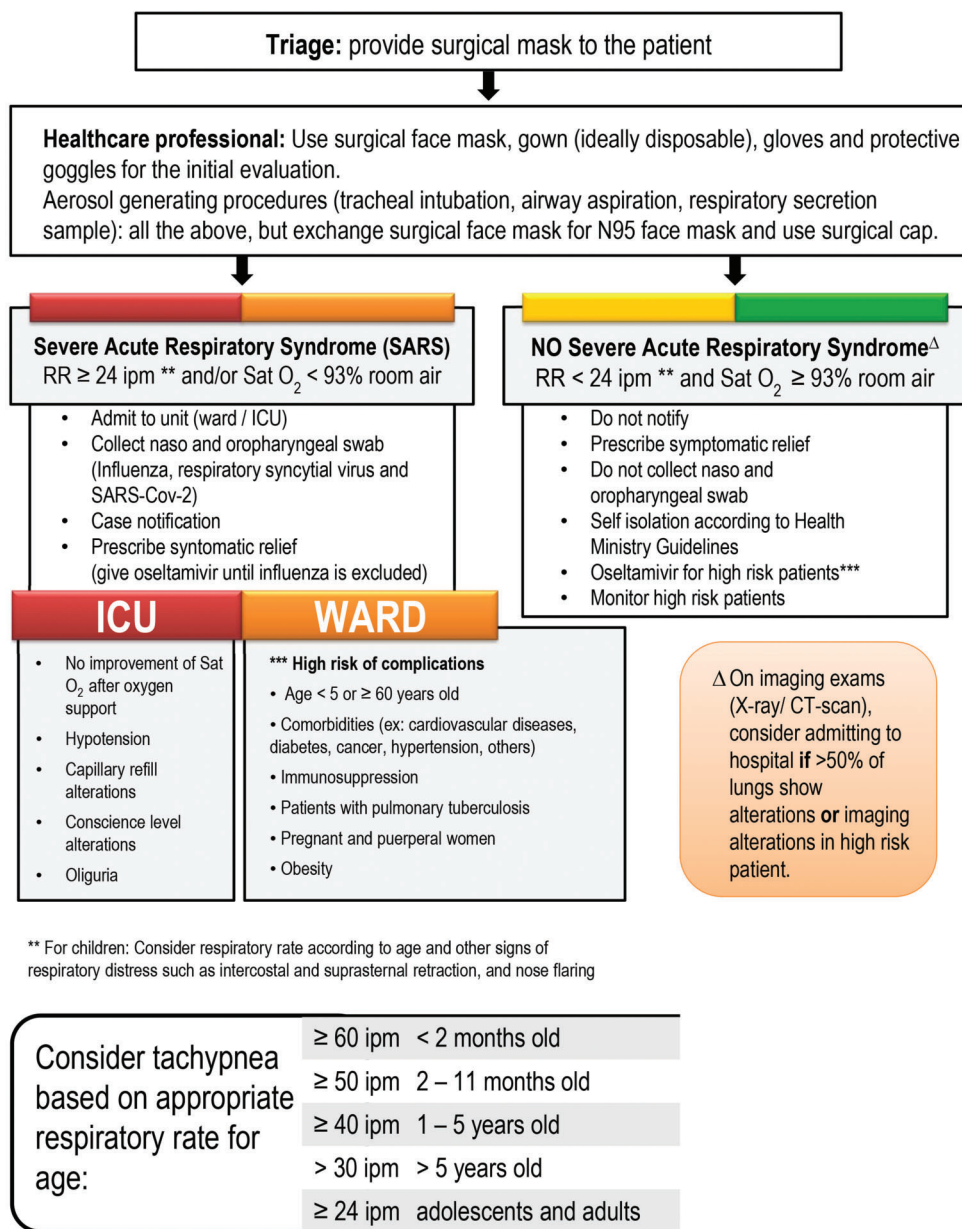 Triage: provide surgical mask to the patient
Healthcare professional: Use surgical face mask, gown (ideally disposable), gloves and protective
goggles for the initial evaluation.
Aerosol generating procedures (tracheal intubation, airway aspiration, respiratory secretion
sample): all the above, but exchange surgical face mask for N95 face mask and use surgical cap.
Severe Acute Respiratory Syndrome (SARS)
RR ≥ 24 ipm ** and/or Sat O₂ < 93% room air
• Admit to unit (ward / ICU)
• Collect naso and oropharyngeal swab
(Influenza, respiratory syncytial virus and
SARS-Cov-2)
• Case notification
• Prescribe syntomatic relief
(give oseltamivir until influenza is excluded)
NO Severe Acute Respiratory Syndrome^Δ
RR < 24 ipm ** and Sat O₂ ≥ 93% room air
• Do not notify
• Prescribe symptomatic relief
• Do not collect naso and
oropharyngeal swab
• Self isolation according to Health
Ministry Guidelines
• Oseltamivir for high risk patients***
• Monitor high risk patients
ICU
• No improvement of Sat
O₂ after oxygen
support
• Hypotension
• Capillary refill
alterations
• Conscience level
alterations
• Oliguria
WARD
*** High risk of complications
• Age < 5 or ≥ 60 years old
• Comorbidities (ex: cardiovascular diseases,
diabetes, cancer, hypertension, others)
• Immunosuppression
• Patients with pulmonary tuberculosis
• Pregnant and puerperal women
• Obesity
Δ On imaging exams
(X-ray/ CT-scan),
consider admitting to
hospital if >50% of
lungs show
alterations or imaging
alterations in high risk
patient.
** For children: Consider respiratory rate according to age and other signs of
respiratory distress such as intercostal and suprasternal retraction, and nose flaring
Consider tachypnea
based on appropriate
respiratory rate for
age:
≥ 60 ipm < 2 months old
≥ 50 ipm 2 – 11 months old
≥ 40 ipm 1 – 5 years old
> 30 ipm > 5 years old
≥ 24 ipm adolescents and adults